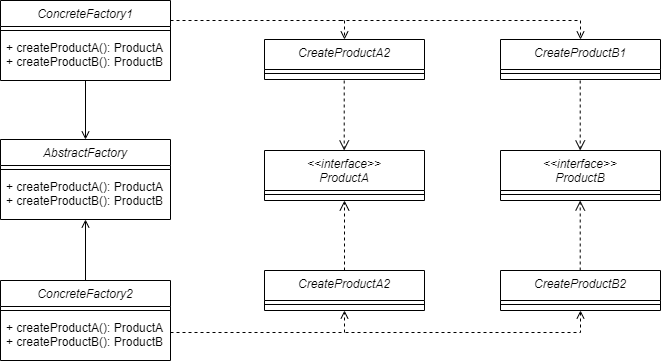 ConcreteFactory1
+ createProductA(): ProductA
+ createProductB(): ProductB
CreateProductA2
CreateProductB1
AbstractFactory
+ createProductA(): ProductA
+ createProductB(): ProductB
<<interface>>
ProductA
<<interface>>
ProductB
ConcreteFactory2
+ createProductA(): ProductA
+ createProductB(): ProductB
CreateProductA2
CreateProductB2